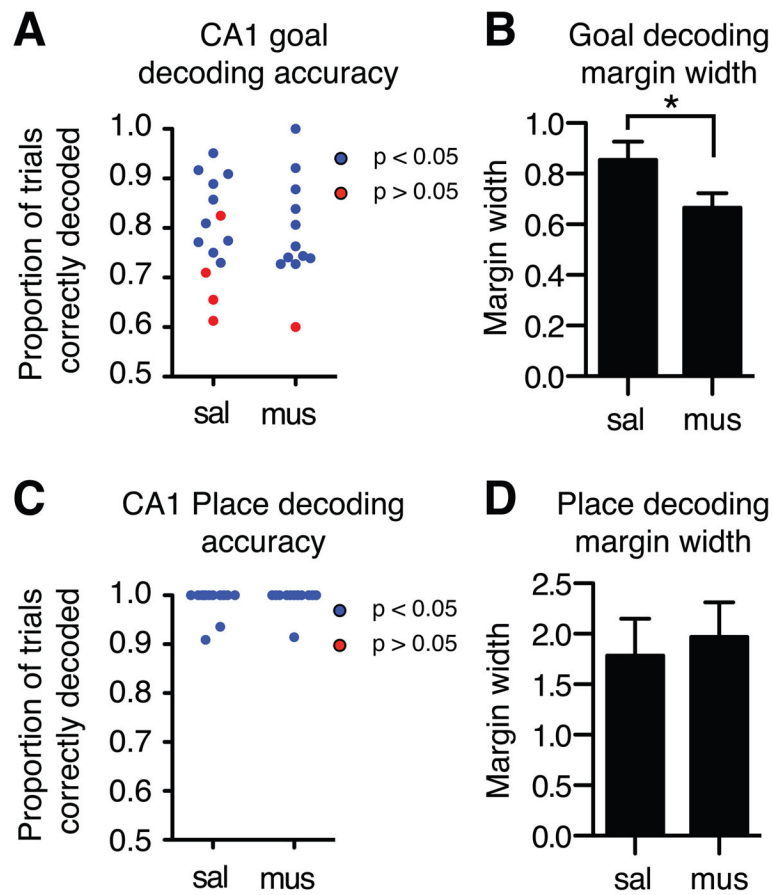 A
CA1 goal
decoding accuracy
Proportion of trials
correctly decoded
1.0
0.9
0.8
0.7
0.6
0.5
sal mus
p < 0.05
p > 0.05
B
Goal decoding
margin width
*
Margin width
1.0
0.8
0.6
0.4
0.2
0.0
sal mus
C
CA1 Place decoding
accuracy
Proportion of trials
correctly decoded
1.0
0.9
0.8
0.7
0.6
0.5
sal mus
p < 0.05
p > 0.05
D
Place decoding
margin width
Margin width
2.5
2.0
1.5
1.0
0.5
0.0
sal mus